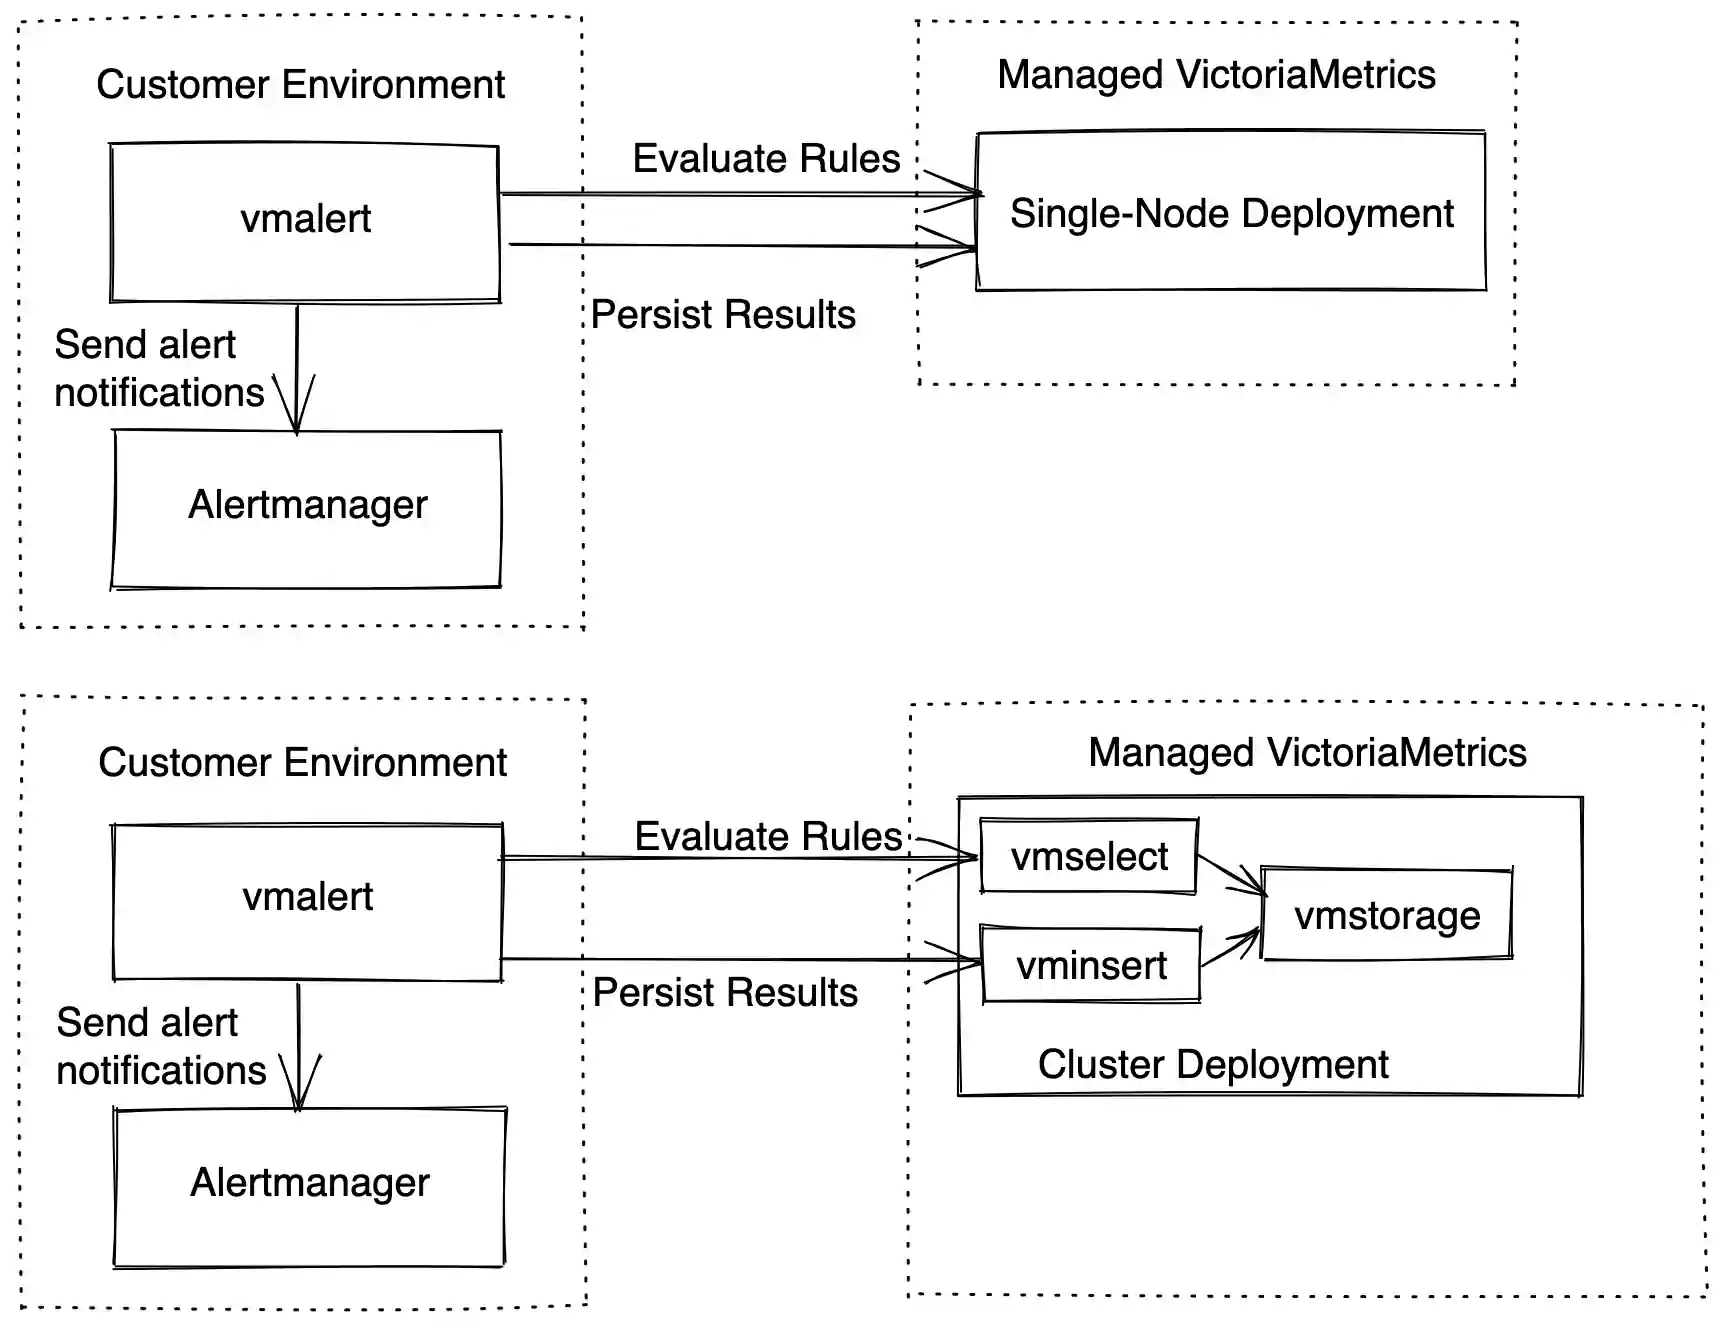 Customer Environment
Managed VictoriaMetrics
Evaluate Rules
vmalert
Single-Node Deployment
Persist Results
Send alert
notifications
Alertmanager
Customer Environment
Managed VictoriaMetrics
Evaluate Rules
vmselect
vmalert
vmstorage
vminsert
Persist Results
Send alert
notifications
Cluster Deployment
Alertmanager